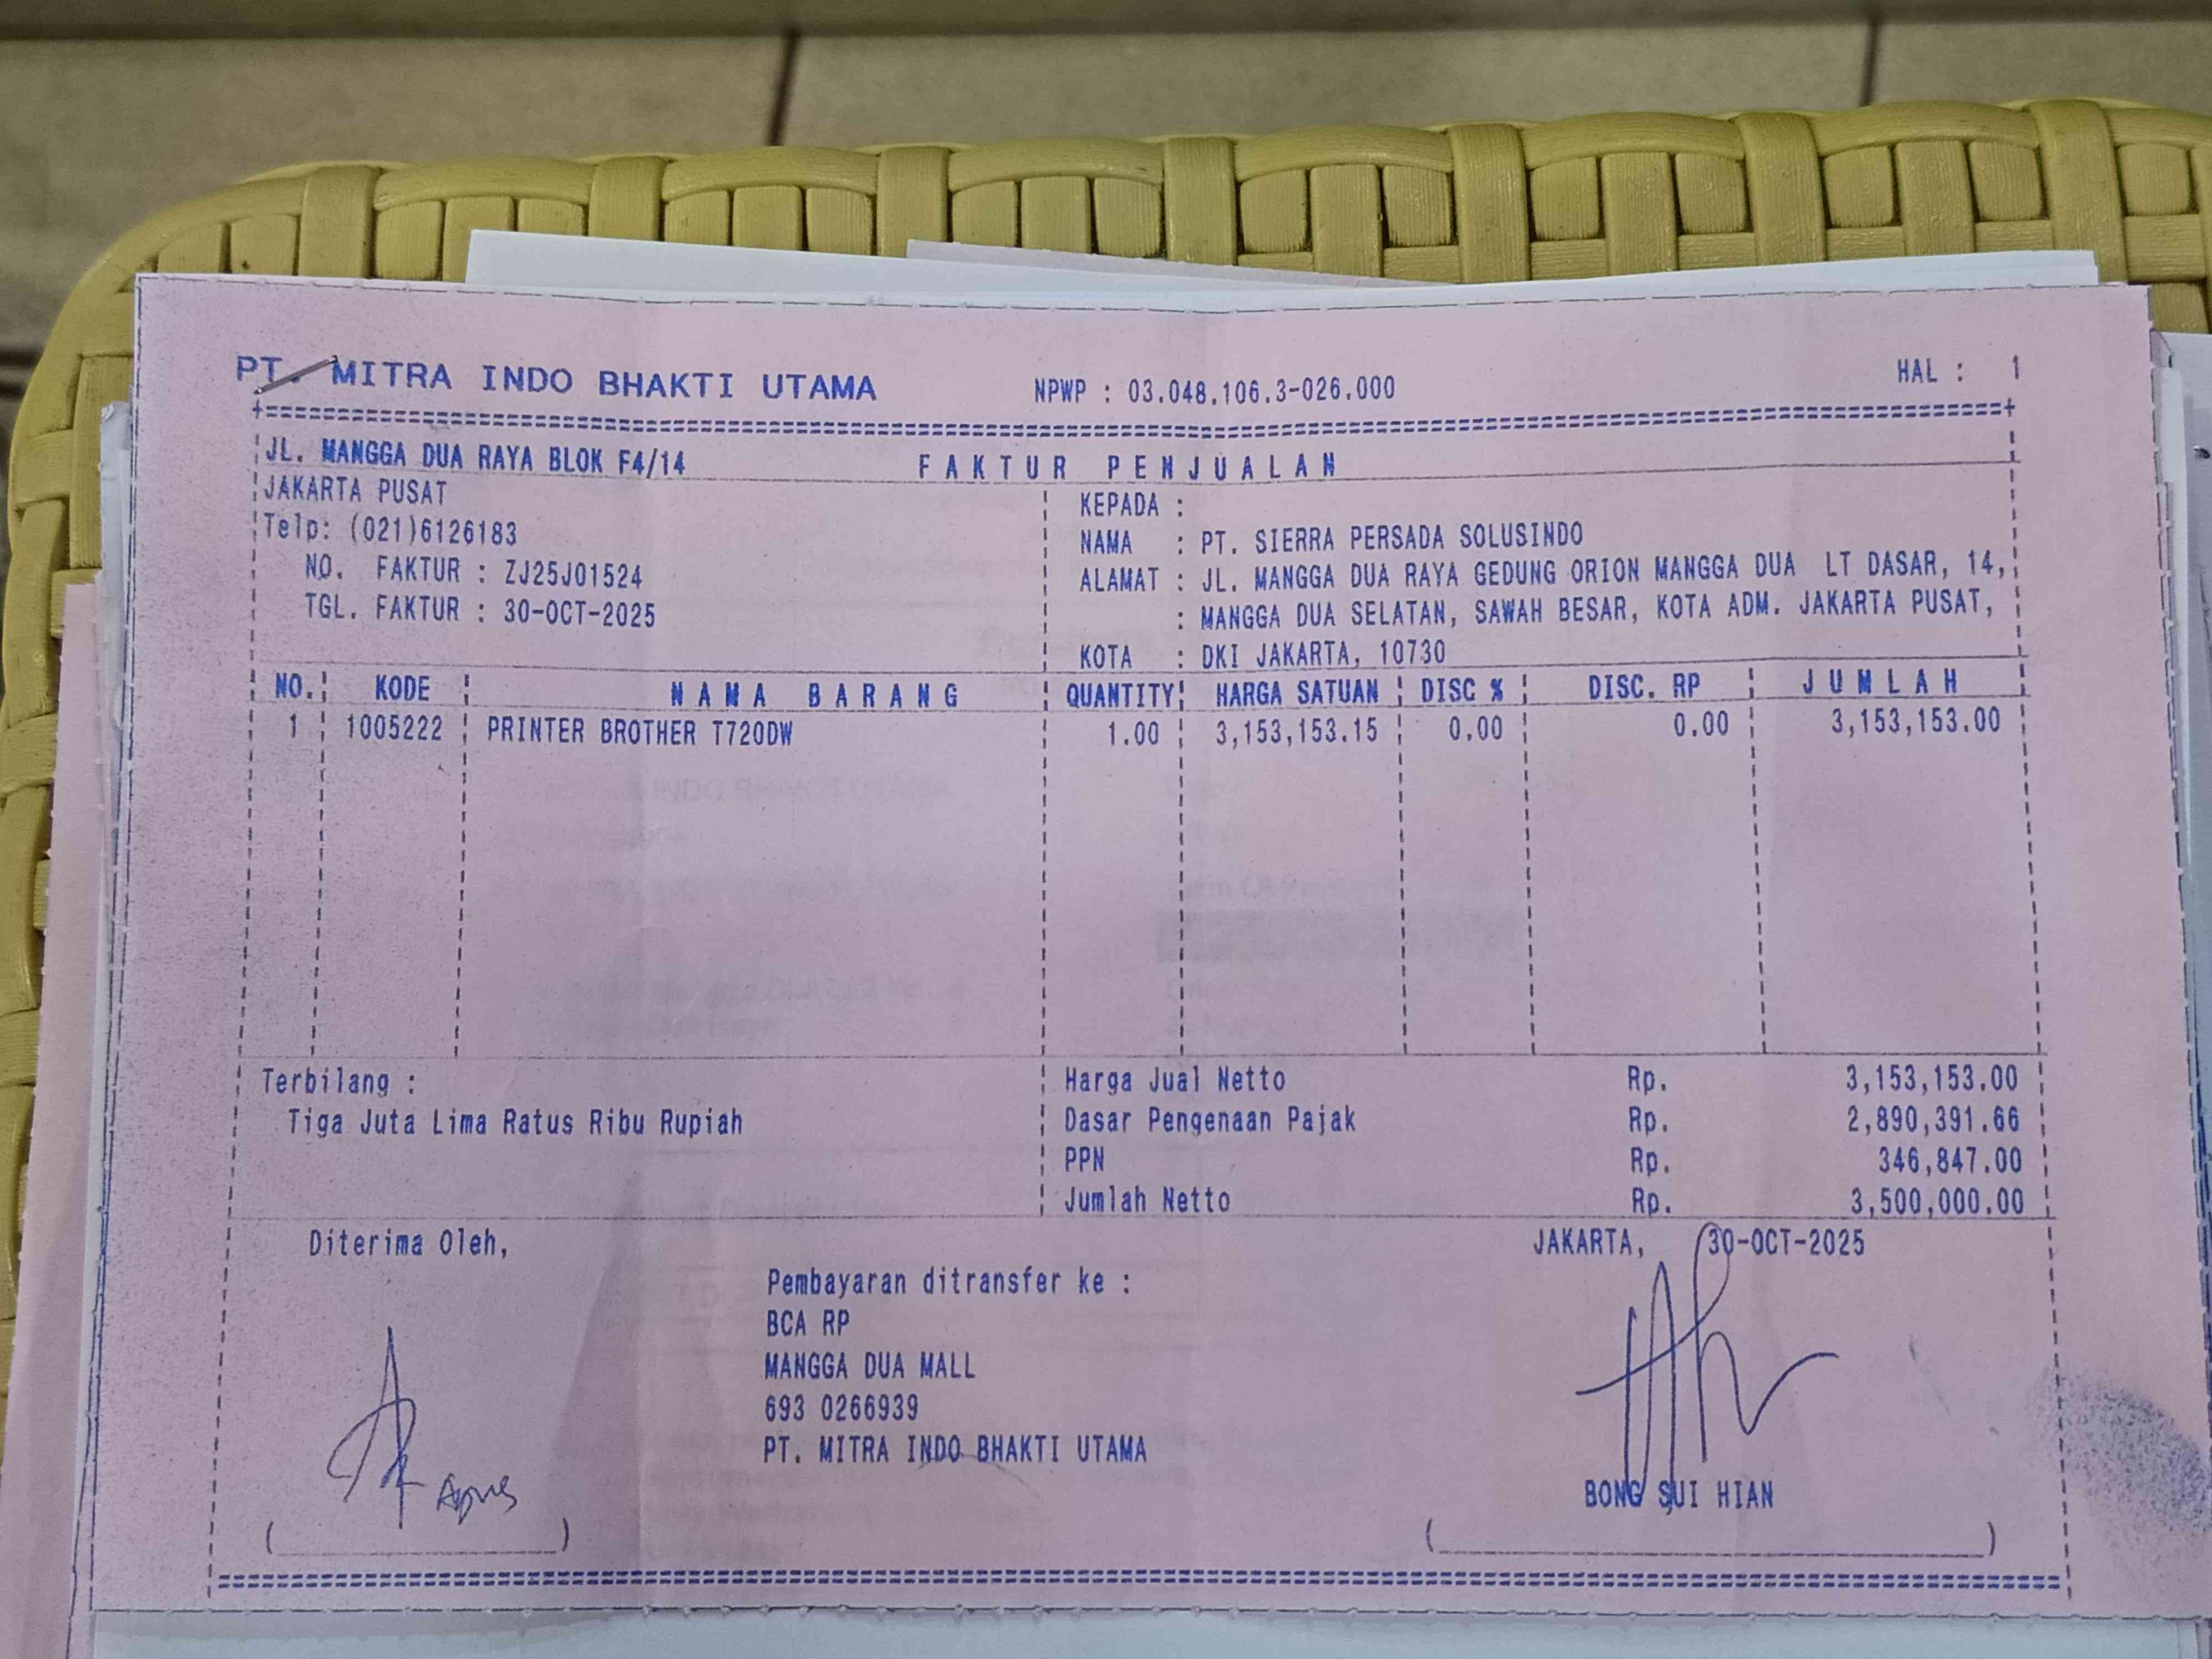 PT. MITRA INDO BHAKTI UTAMA NPWP : 03.048.106.3-026.000 HAL : 1
JL. MANGGA DUA RAYA BLOK F4/14 FAKTUR PENJUALAN
JAKARTA PUSAT
Telp: (021)6126183
NO. FAKTUR : ZJ25J01524
TGL. FAKTUR : 30-OCT-2025
KEPADA :
NAMA : PT. SIERRA PERSADA SOLUSINDO
ALAMAT : JL. MANGGA DUA RAYA GEDUNG ORION MANGGA DUA LT DASAR, 14,
: MANGGA DUA SELATAN, SAWAH BESAR, KOTA ADM. JAKARTA PUSAT,
KOTA : DKI JAKARTA, 10730
NO. KODE NAMA BARANG QUANTITY HARGA SATUAN DISC % DISC. RP JUMLAH
1 1005222 PRINTER BROTHER T720DW 1.00 3,153,153.15 0.00 0.00 3,153,153.00
Terbilang :
Tiga Juta Lima Ratus Ribu Rupiah
Harga Jual Netto Rp. 3,153,153.00
Dasar Pengenaan Pajak Rp. 2,890,391.66
PPN Rp. 346,847.00
Jumlah Netto Rp. 3,500,000.00
Diterima Oleh,
Agus
Pembayaran ditransfer ke :
BCA RP
MANGGA DUA MALL
693 0266939
PT. MITRA INDO BHAKTI UTAMA
JAKARTA, 30-OCT-2025
BONG SUI HIAN